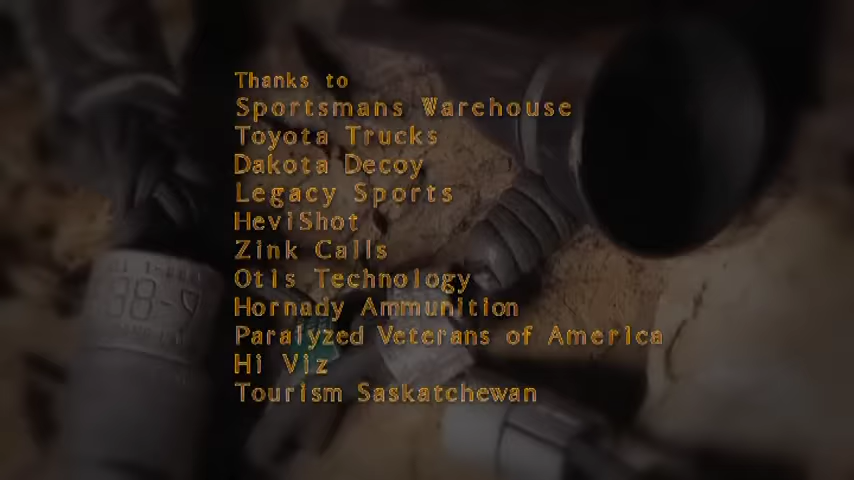 Thanks to
Sportsmans Warehouse
Toyota Trucks
Dakota Decoy
Legacy Sports
HeviShot
Zink Calls
Otis Technology
Hornady Ammunition
Paralyzed Veterans of America
Hi Viz
Tourism Saskatchewan